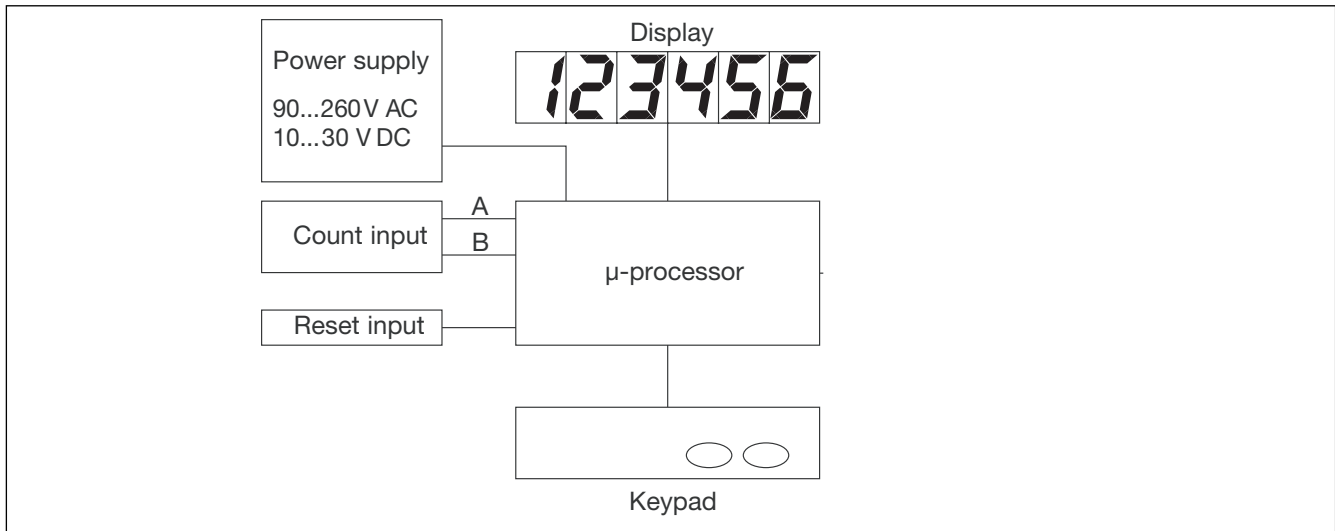 Display
123456
Power supply
90...260V AC
10...30 V DC
A
Count input
B
µ-processor
Reset input
Keypad